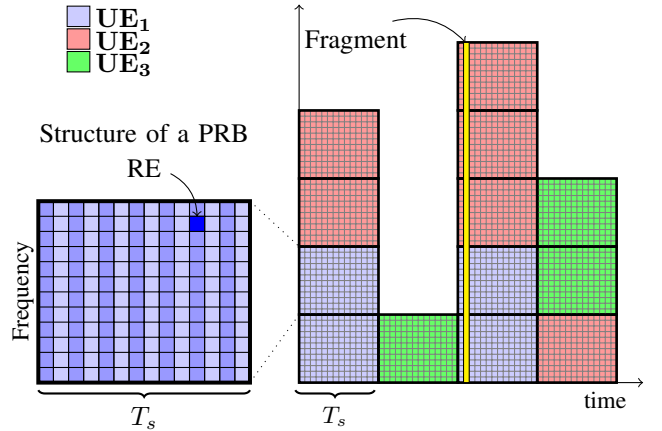 UE₁
UE₂
UE₃
Fragment
Structure of a PRB
RE
Frequency
Tₛ
Tₛ
time